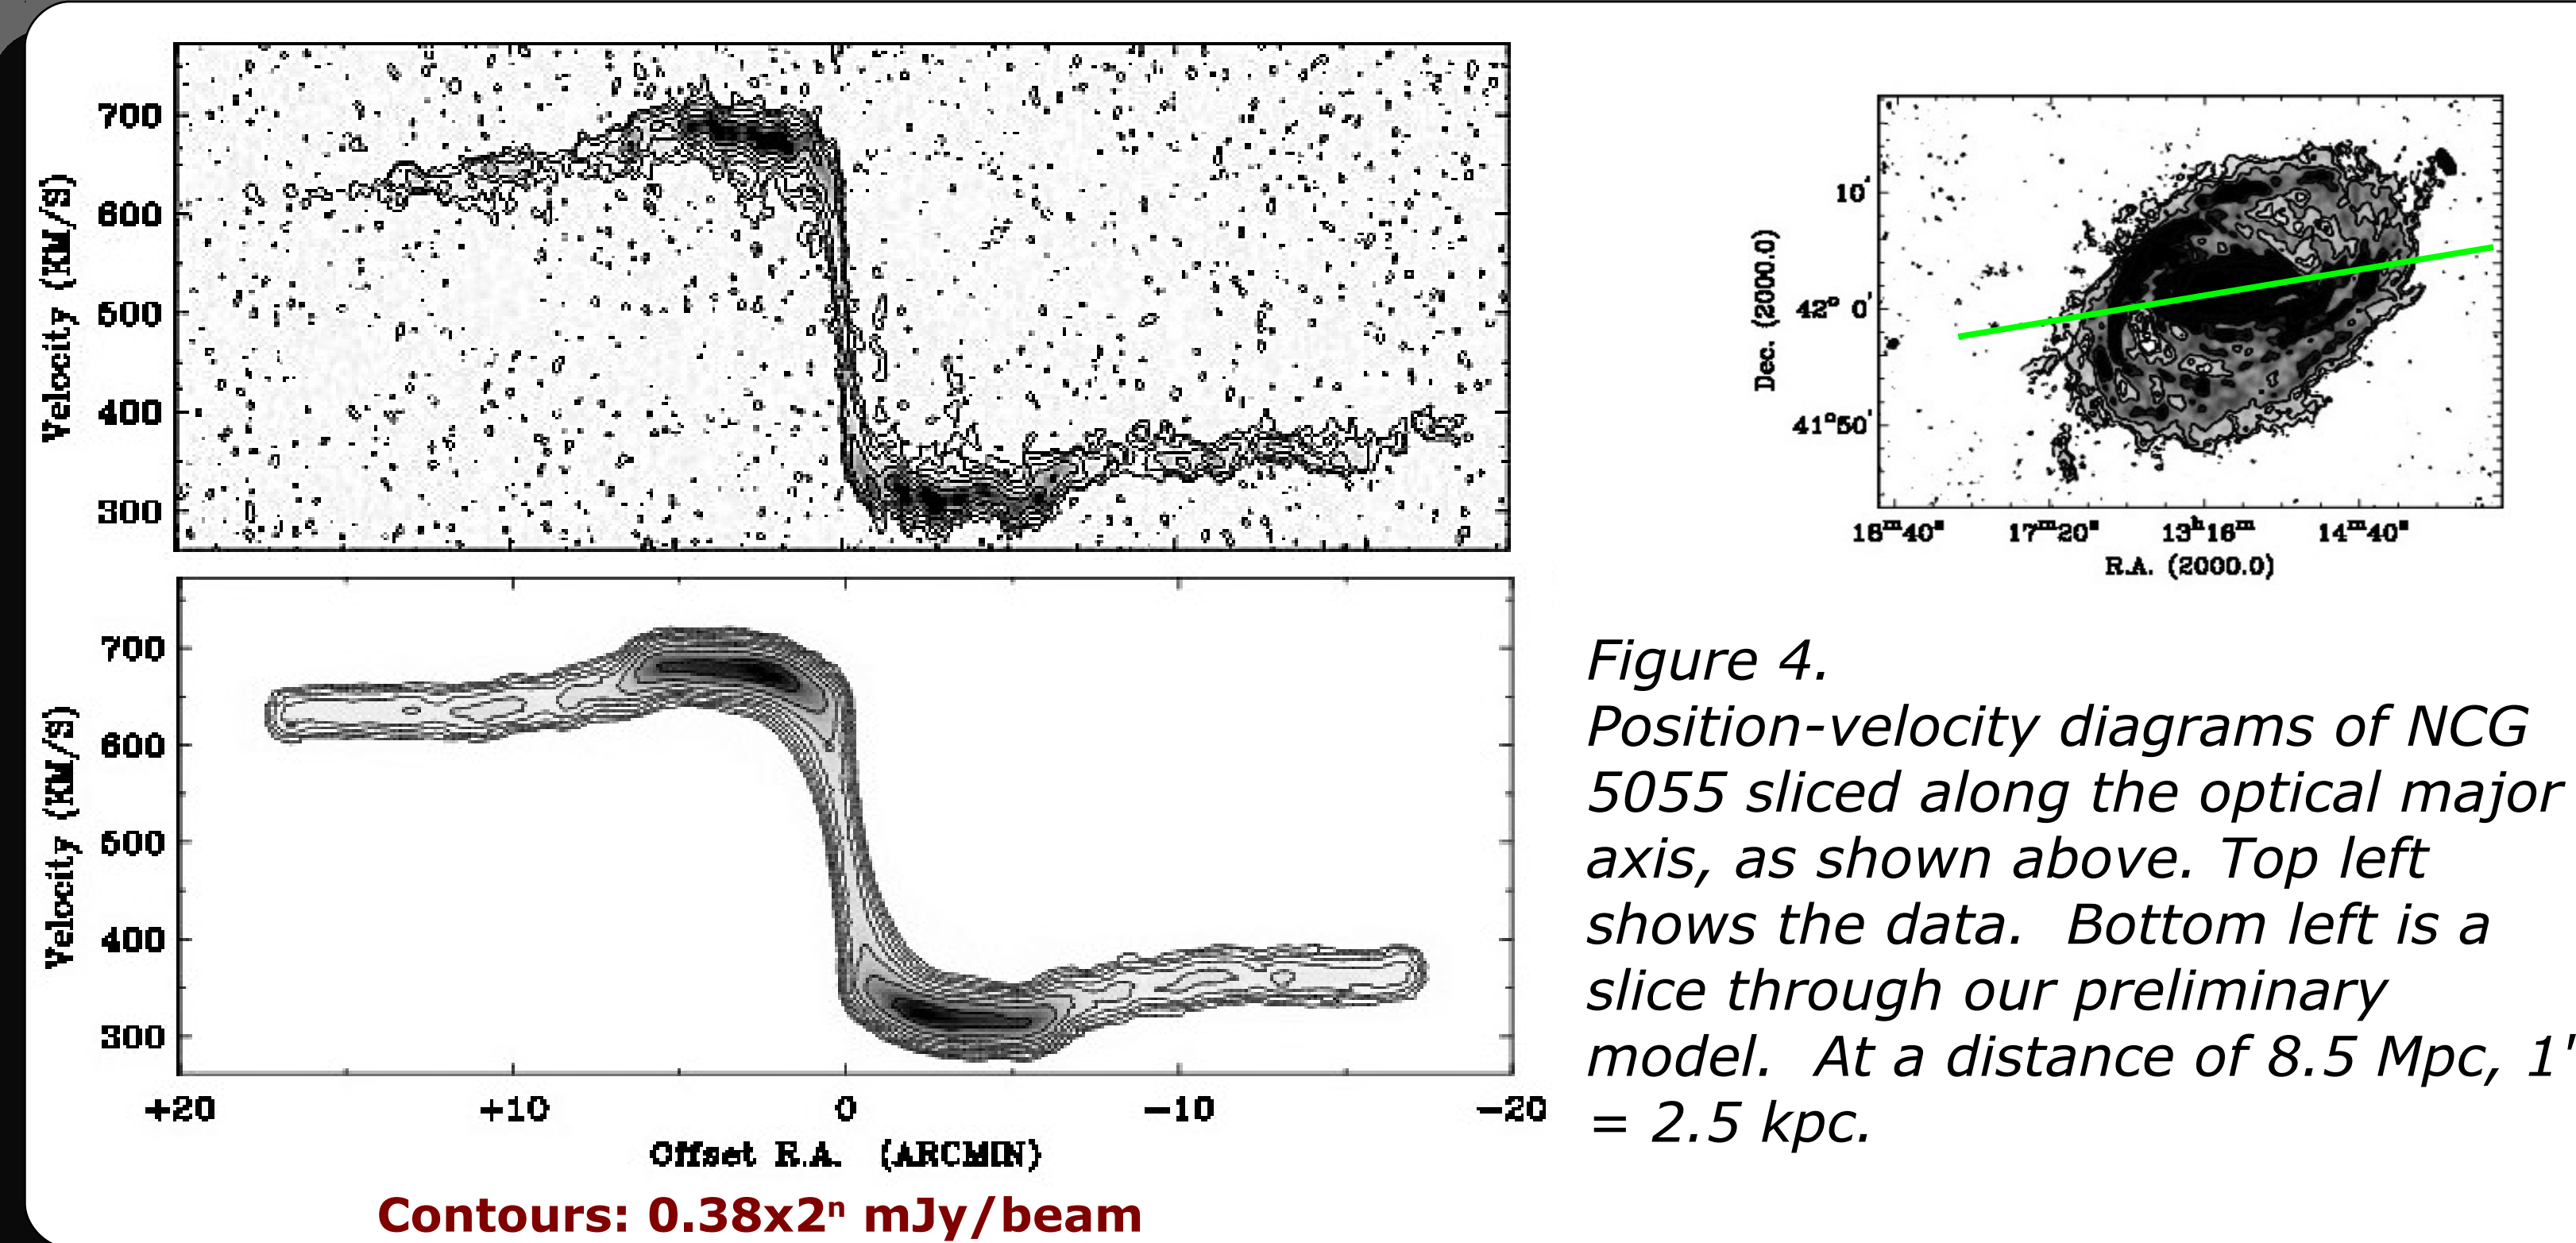 700
600
500
400
300
Velocity (KM/S)
700
600
500
400
300
Velocity (KM/S)
+20 +10 0 −10 −20
Offset R.A. (ARCMIN)
Contours: 0.38x2ⁿ mJy/beam
10'
42° 0'
41°50'
Dec. (2000.0)
18ᵐ40ˢ 17ᵐ20ˢ 13ʰ16ᵐ 14ᵐ40ˢ
R.A. (2000.0)
Figure 4.
Position-velocity diagrams of NCG
5055 sliced along the optical major
axis, as shown above. Top left
shows the data. Bottom left is a
slice through our preliminary
model. At a distance of 8.5 Mpc, 1'
= 2.5 kpc.